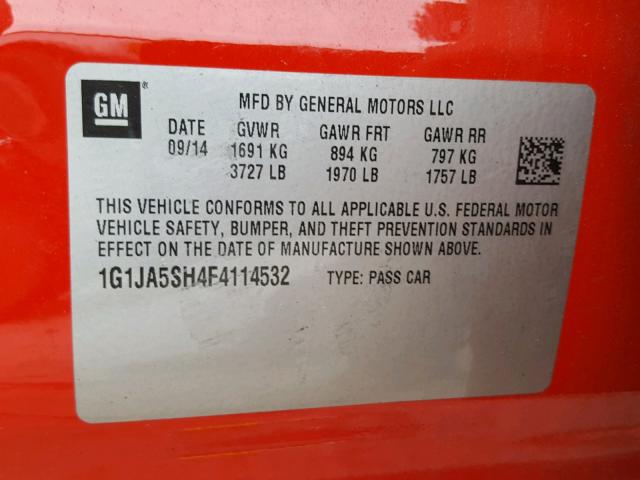 GM ®
MFD BY GENERAL MOTORS LLC
DATE GVWR GAWR FRT GAWR RR
09/14 1691 KG 894 KG 797 KG
3727 LB 1970 LB 1757 LB
THIS VEHICLE CONFORMS TO ALL APPLICABLE U.S. FEDERAL MOTOR
VEHICLE SAFETY, BUMPER, AND THEFT PREVENTION STANDARDS IN
EFFECT ON THE DATE OF MANUFACTURE SHOWN ABOVE.
1G1JA5SH4F4114532 TYPE: PASS CAR